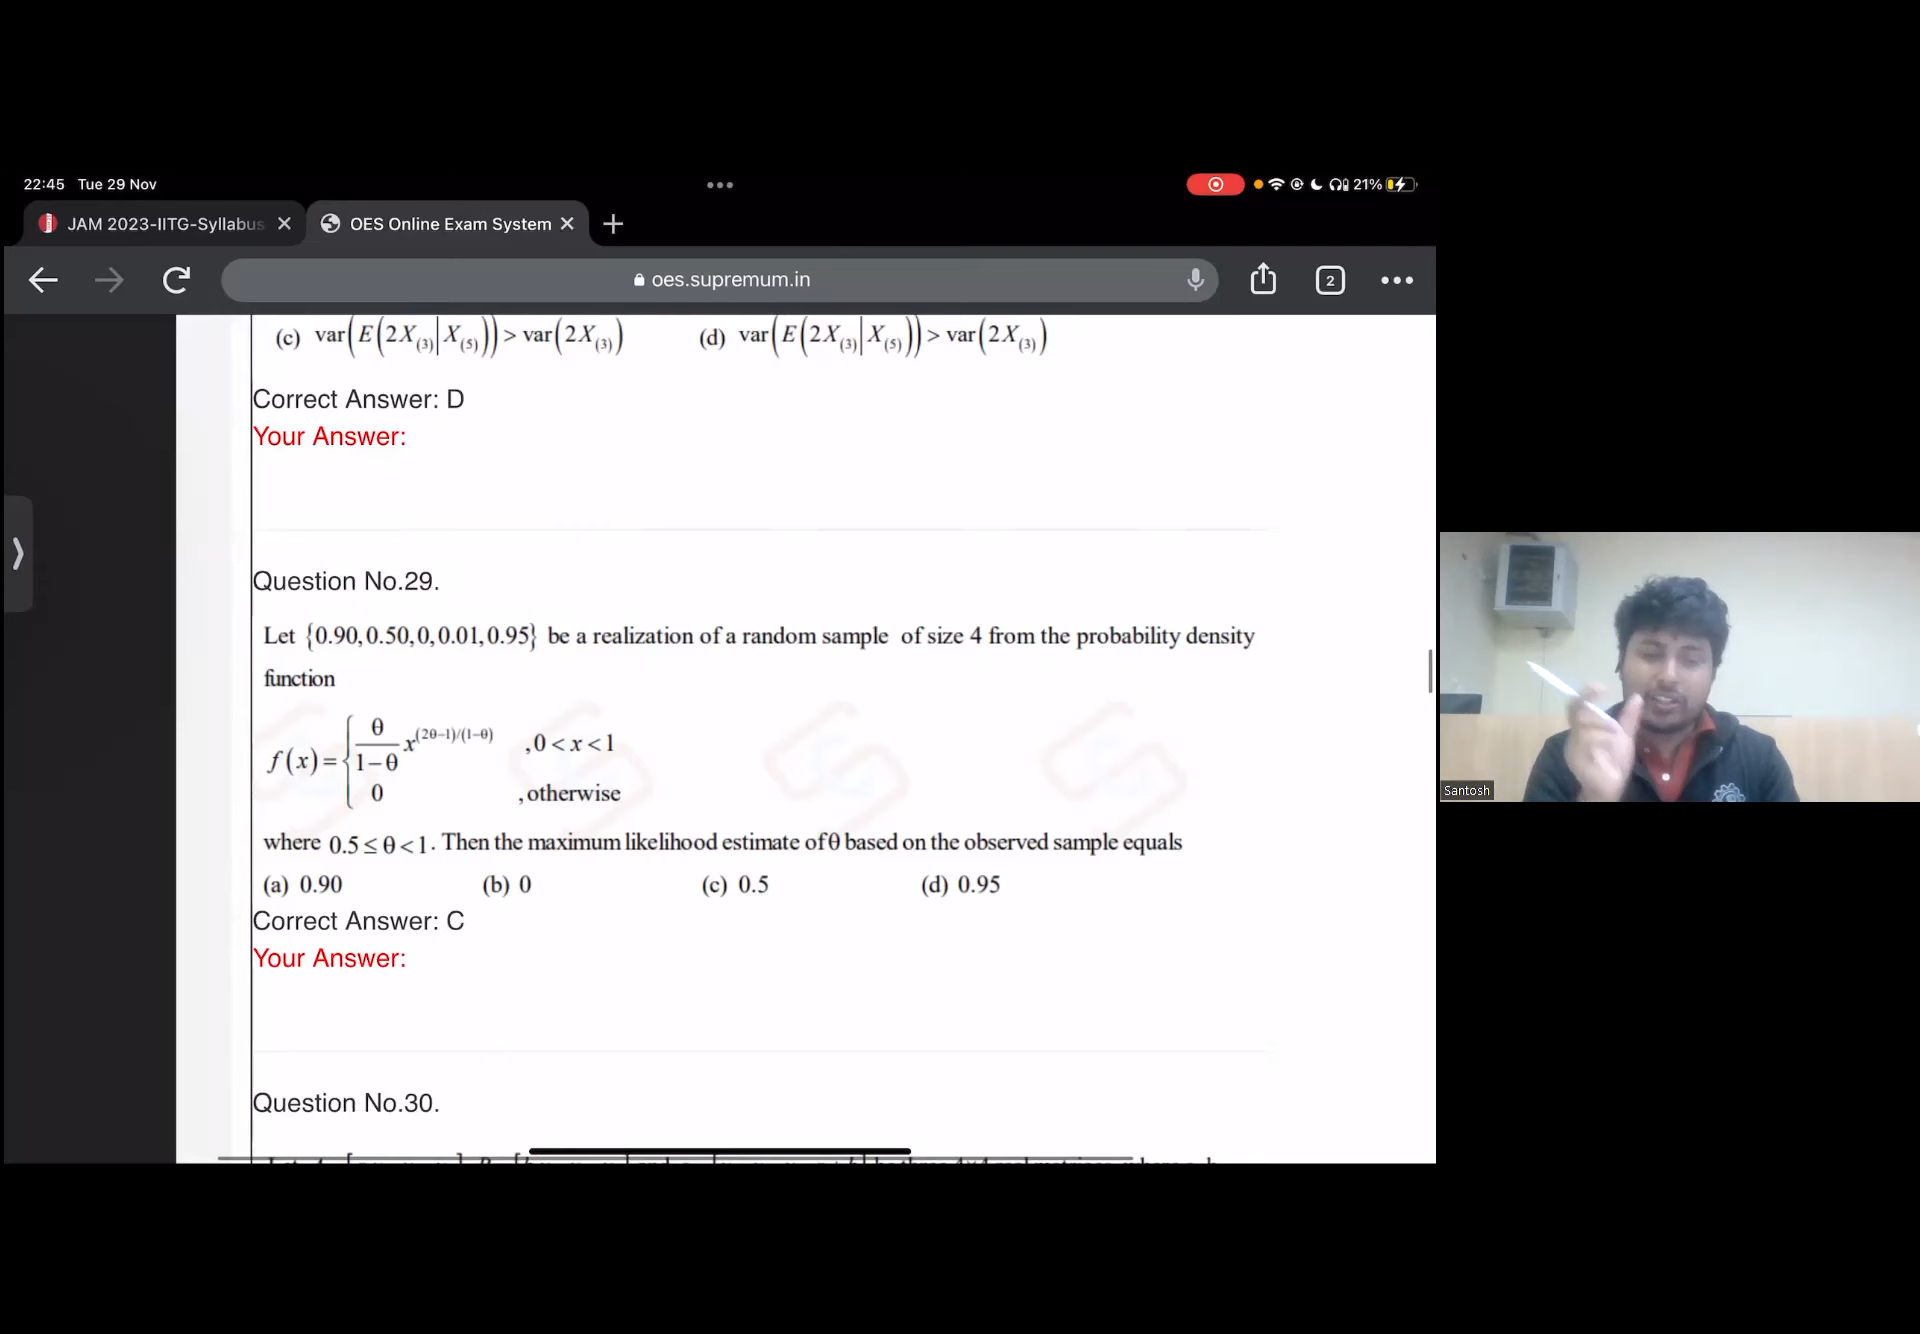 22:45 Tue 29 Nov
21%
JAM 2023-IITG-Syllabus
OES Online Exam System
oes.supremum.in
2
(c) var(E(2X₍₃₎|X₍₅₎)) > var(2X₍₃₎) (d) var(E(2X₍₃₎|X₍₅₎)) > var(2X₍₃₎)
Correct Answer: D
Your Answer:
Question No.29.
Let {0.90,0.50,0,0.01,0.95} be a realization of a random sample of size 4 from the probability density
function
f(x) = { θ/(1−θ) x^((2θ−1)/(1−θ)) ,0 < x < 1
0 ,otherwise
where 0.5 ≤ θ < 1. Then the maximum likelihood estimate of θ based on the observed sample equals
(a) 0.90 (b) 0 (c) 0.5 (d) 0.95
Correct Answer: C
Your Answer:
Question No.30.
Santosh